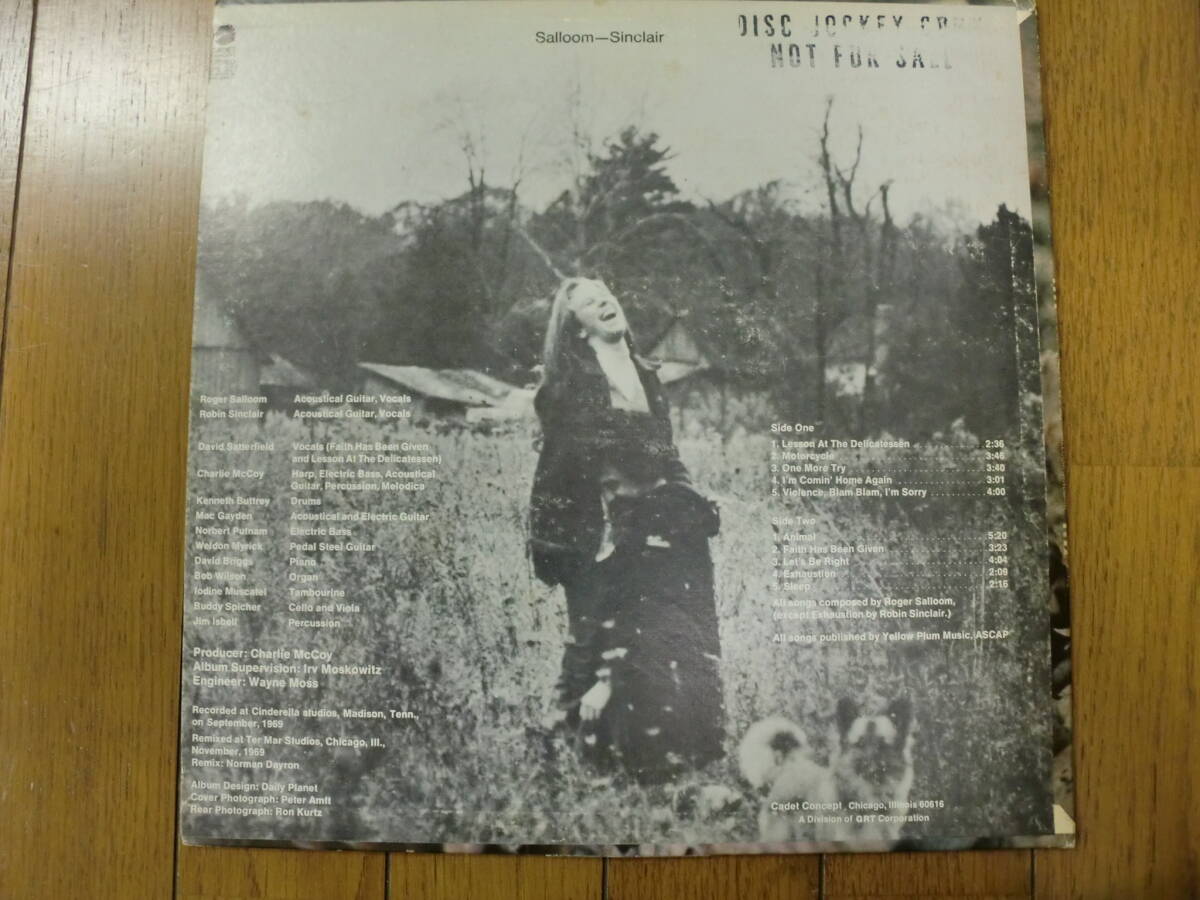 Salloom—Sinclair
DISC JOCKEY
NOT FOR SALE
Roger Salloom Acoustical Guitar, Vocals
Robin Sinclair Acoustical Guitar, Vocals
David Satterfield Vocals (Faith Has Been Given
and Lesson At The Delicatessen)
Charlie McCoy Harp, Electric Bass, Acoustical
Guitar, Percussion, Melodica
Kenneth Buttrey Drums
Mac Gayden Acoustical and Electric Guitar
Norbert Putnam Electric Bass
Weldon Myrick Pedal Steel Guitar
David Briggs Piano
Bob Wilson Organ
Iodine Muscatel Tambourine
Buddy Spicher Cello and Viola
Jim Isbell Percussion
Producer: Charlie McCoy
Album Supervision: Irv Moskowitz
Engineer: Wayne Moss
Recorded at Cinderella studios, Madison, Tenn.,
on September, 1969
Remixed at Ter Mar Studios, Chicago, Ill.,
November, 1969
Remix: Norman Dayron
Album Design: Daily Planet
Cover Photograph: Peter Amft
Rear Photograph: Ron Kurtz
Side One
1. Lesson At The Delicatessen 2:36
2. Motorcycle 3:46
3. One More Try 3:40
4. I'm Comin' Home Again 3:01
5. Violence, Blam Blam, I'm Sorry 4:00
Side Two
1. Animal 5:20
2. Faith Has Been Given 3:23
3. Let's Be Right 4:04
4. Exhaustion 2:09
5. Sleep 2:16
All songs composed by Roger Salloom,
(except Exhaustion by Robin Sinclair.)
All songs published by Yellow Plum Music, ASCAP
Cadet Concept, Chicago, Illinois 60616
A Division of GRT Corporation